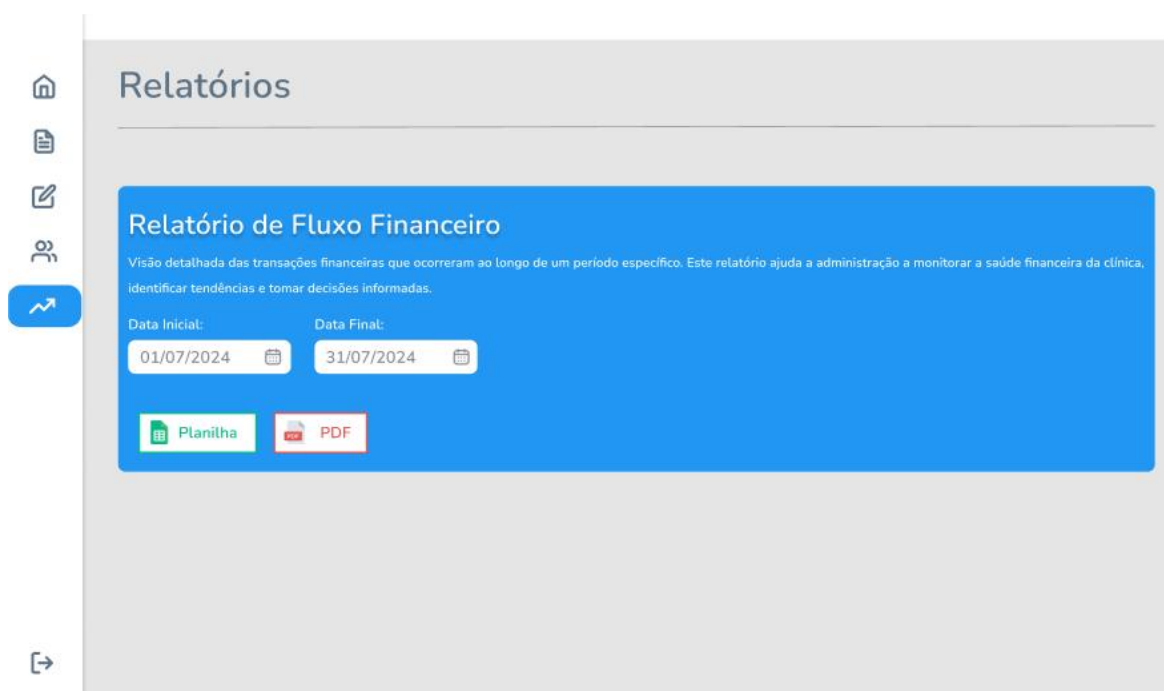 Relatórios
Relatório de Fluxo Financeiro
Visão detalhada das transações financeiras que ocorreram ao longo de um período específico. Este relatório ajuda a administração a monitorar a saúde financeira da clínica,
identificar tendências e tomar decisões informadas.
Data Inicial: Data Final:
01/07/2024 31/07/2024
Planilha PDF PDF